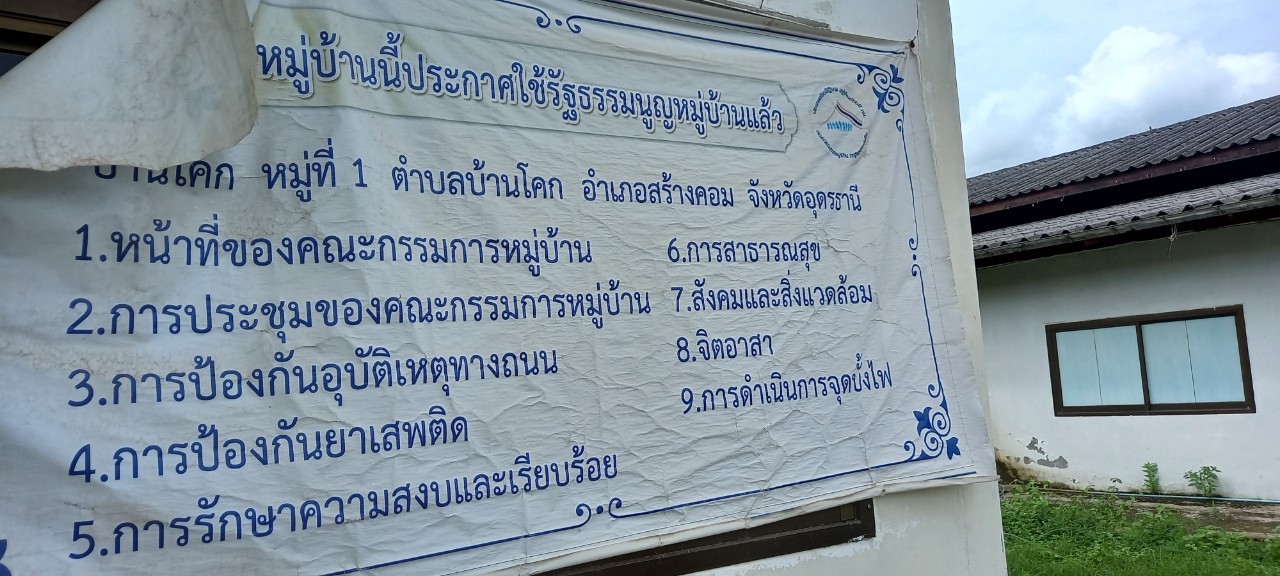 หมู่บ้านนี้ประกาศใช้รัฐธรรมนูญหมู่บ้านแล้ว
บ้านโคก หมู่ที่ 1 ตำบลบ้านโคก อำเภอสร้างคอม จังหวัดอุดรธานี
1.หน้าที่ของคณะกรรมการหมู่บ้าน
2.การประชุมของคณะกรรมการหมู่บ้าน
3.การป้องกันอุบัติเหตุทางถนน
4.การป้องกันยาเสพติด
5.การรักษาความสงบและเรียบร้อย
6.การสาธารณสุข
7.สังคมและสิ่งแวดล้อม
8.จิตอาสา
9.การดำเนินการจุดบั้งไฟ